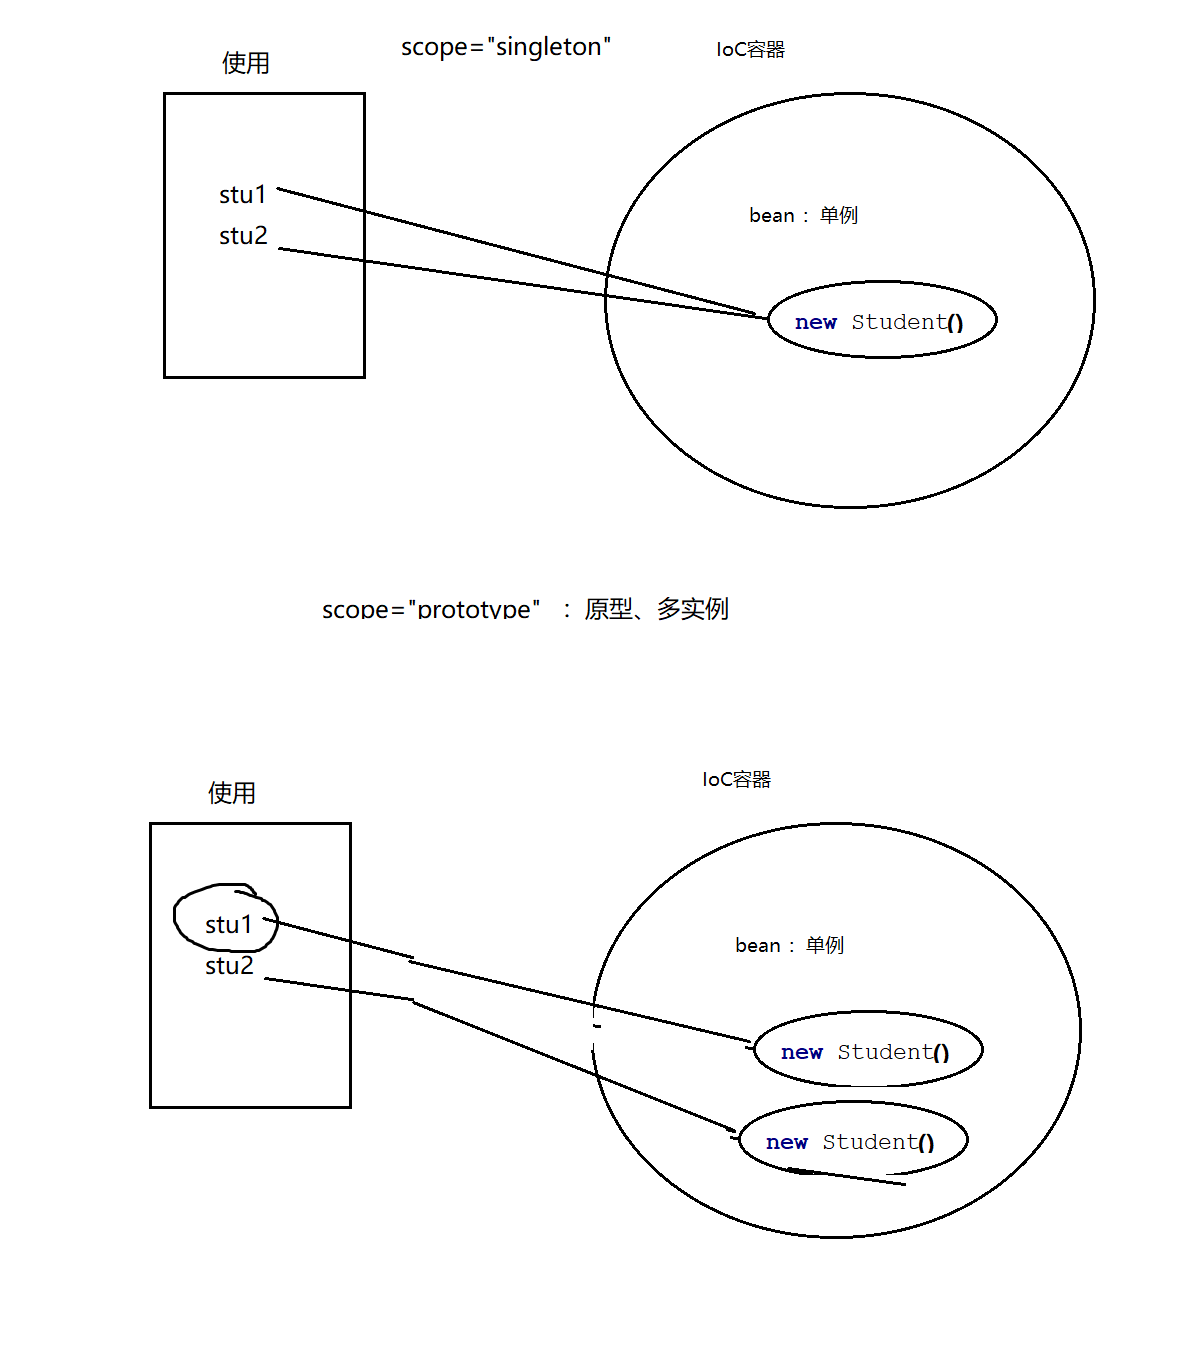 使用
scope="singleton"
IoC容器
stu1
stu2
bean ：单例
new Student()
scope="prototype" ：原型、多实例
使用
IoC容器
stu1
stu2
bean ：单例
new Student()
new Student()